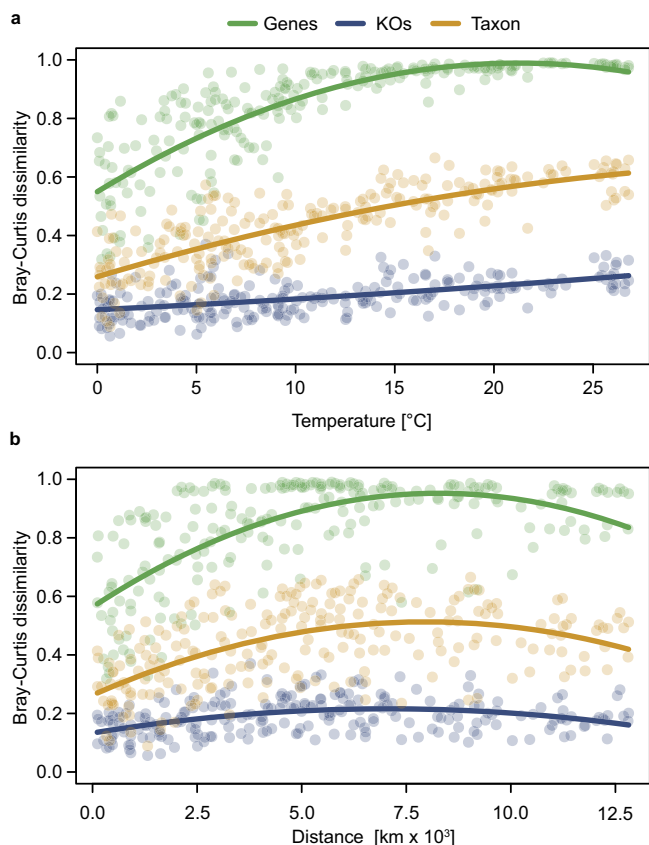 a
Genes KOs Taxon
1.0
0.8
0.6
0.4
0.2
0.0
Bray-Curtis dissimilarity
0 5 10 15 20 25
Temperature [°C]
b
1.0
0.8
0.6
0.4
0.2
0.0
Bray-Curtis dissimilarity
0.0 2.5 5.0 7.5 10.0 12.5
Distance [km x 10³]